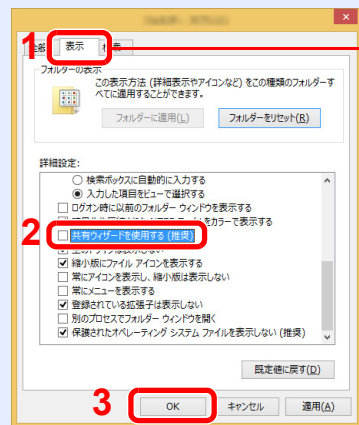 1
表示
フォルダーの表示
この表示方法 (詳細表示やアイコンなど) をこの種類のフォルダーす
べてに適用することができます。
フォルダーに適用(L)
フォルダーをリセット(R)
詳細設定:
検索ボックスに自動的に入力する
入力した項目をビューで選択する
ログオン時に以前のフォルダー ウィンドウを表示する
カラーで表示する
2
共有ウィザードを使用する (推奨)
縮小版にファイル アイコンを表示する
常にアイコンを表示し、縮小版は表示しない
常にメニューを表示する
登録されている拡張子は表示しない
別のプロセスでフォルダー ウィンドウを開く
保護されたオペレーティング システム ファイルを表示しない (推奨)
既定値に戻す(D)
3
OK
キャンセル
適用(A)